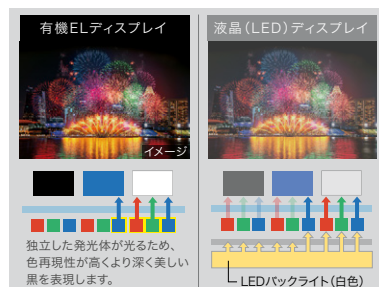 有機ELディスプレイ
イメージ
独立した発光体が光るため、
色再現性が高くより深く美しい
黒を表現します。
液晶(LED)ディスプレイ
LEDバックライト(白色)